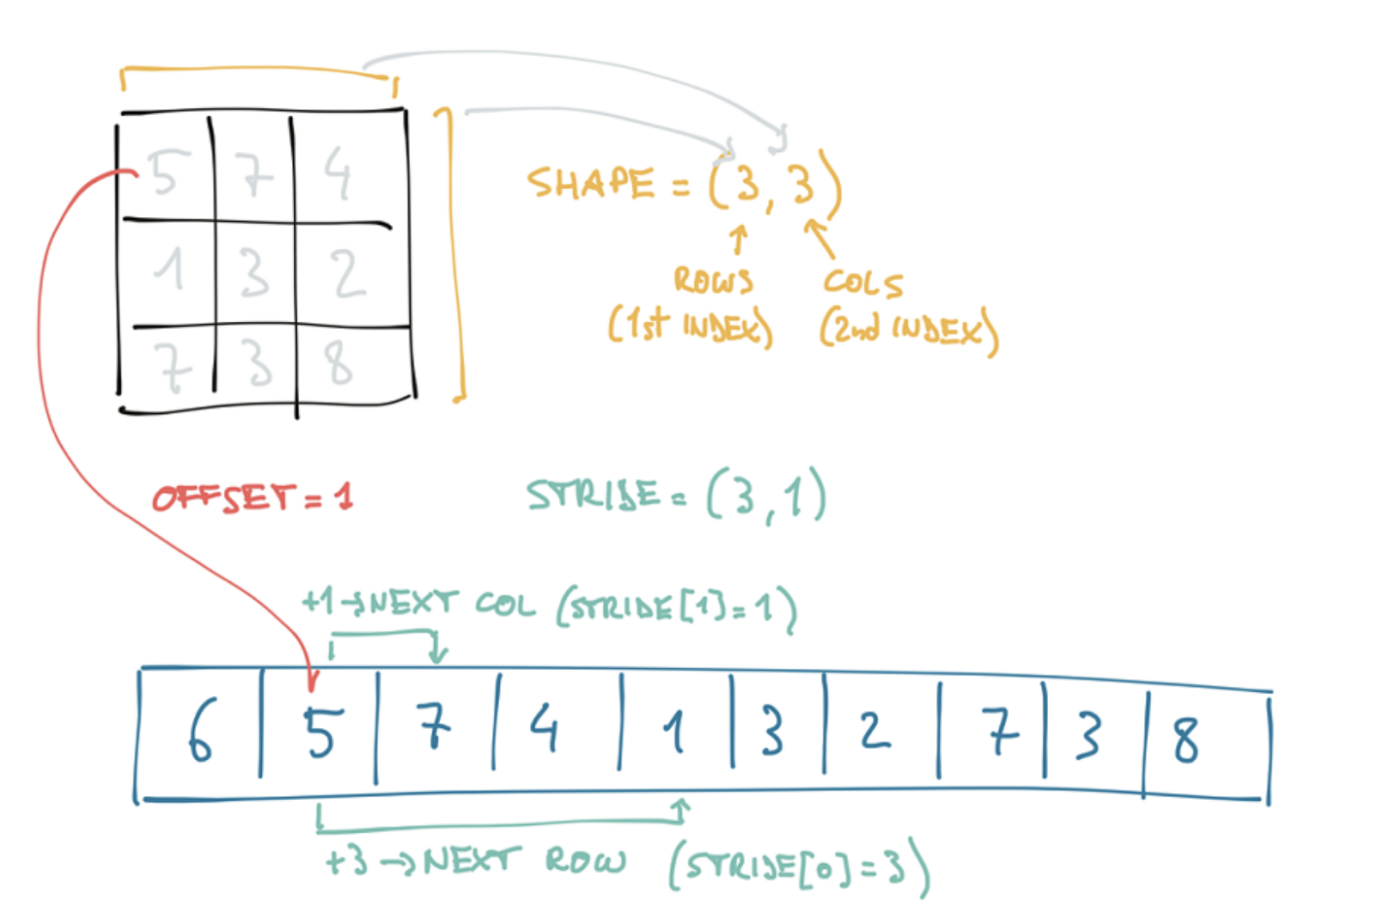 5 7 4
1 3 2
7 3 8
SHAPE = (3, 3)
ROWS
(1st INDEX)
COLS
(2nd INDEX)
OFFSET = 1
STRIDE = (3, 1)
+1 → NEXT COL (STRIDE[1] = 1)
6 5 7 4 1 3 2 7 3 8
+3 → NEXT ROW (STRIDE[0] = 3)